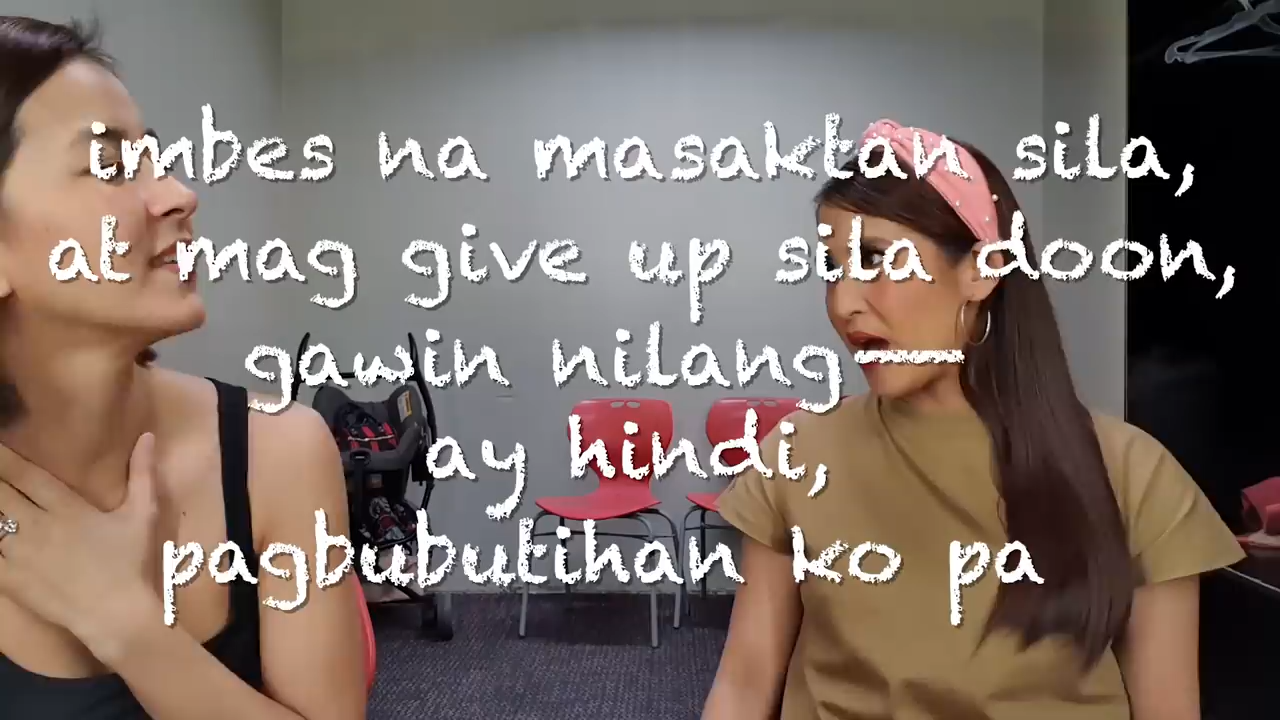 imbes na masaktan sila,
at mag give up sila doon,
gawin nilang—
ay hindi,
pagbubutihan ko pa